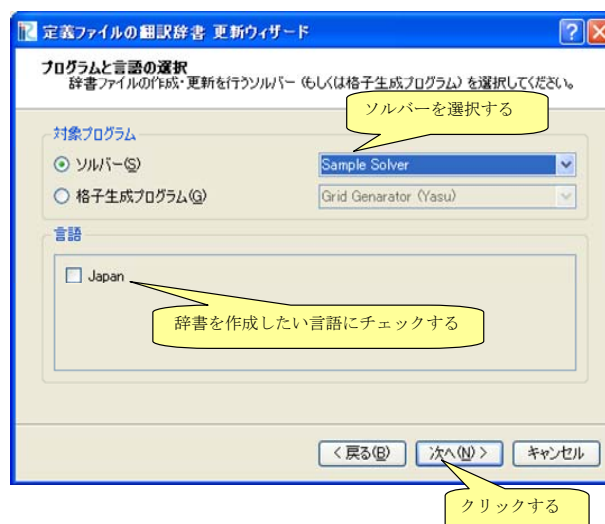 定義ファイルの翻訳辞書 更新ウィザード
プログラムと言語の選択
辞書ファイルの作成・更新を行うソルバー (もしくは格子生成プログラム) を選択してください。
ソルバーを選択する
対象プログラム
ソルバー(S)
Sample Solver
格子生成プログラム(G)
Grid Genarator (Yasu)
言語
Japan
辞書を作成したい言語にチェックする
< 戻る(B)
次へ(N) >
キャンセル
クリックする